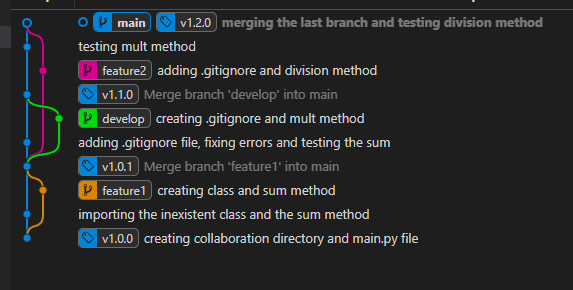 main v1.2.0 merging the last branch and testing division method
testing mult method
feature2 adding .gitignore and division method
v1.1.0 Merge branch 'develop' into main
develop creating .gitignore and mult method
adding .gitignore file, fixing errors and testing the sum
v1.0.1 Merge branch 'feature1' into main
feature1 creating class and sum method
importing the inexistent class and the sum method
v1.0.0 creating collaboration directory and main.py file